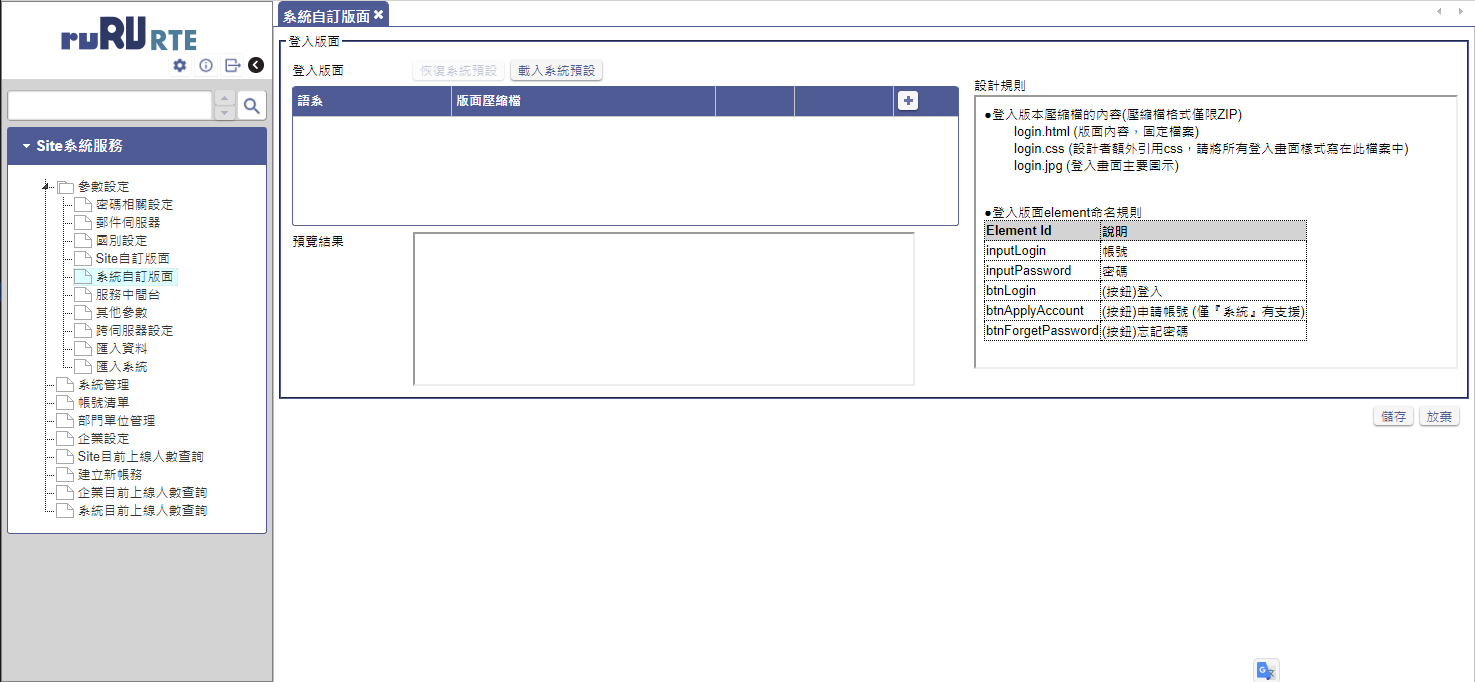 ruRU RTE
Site系統服務
參數設定
密碼相關設定
郵件伺服器
國別設定
Site自訂版面
系統自訂版面
服務中間台
其他參數
跨伺服器設定
匯入資料
匯入系統
系統管理
帳號清單
部門單位管理
企業設定
Site目前上線人數查詢
建立新帳務
企業目前上線人數查詢
系統目前上線人數查詢
系統自訂版面
登入版面
登入版面 恢復系統預設 載入系統預設
語系 版面壓縮檔
預覽結果
設計規則
●登入版本壓縮檔的內容(壓縮檔格式僅限ZIP)
login.html (版面內容，固定檔案)
login.css (設計者額外引用css，請將所有登入畫面樣式寫在此檔案中)
login.jpg (登入畫面主要圖示)
●登入版面element命名規則
Element Id 說明
inputLogin 帳號
inputPassword 密碼
btnLogin (按鈕)登入
btnApplyAccount (按鈕)申請帳號 (僅『系統』有支援)
btnForgetPassword (按鈕)忘記密碼
儲存 放棄